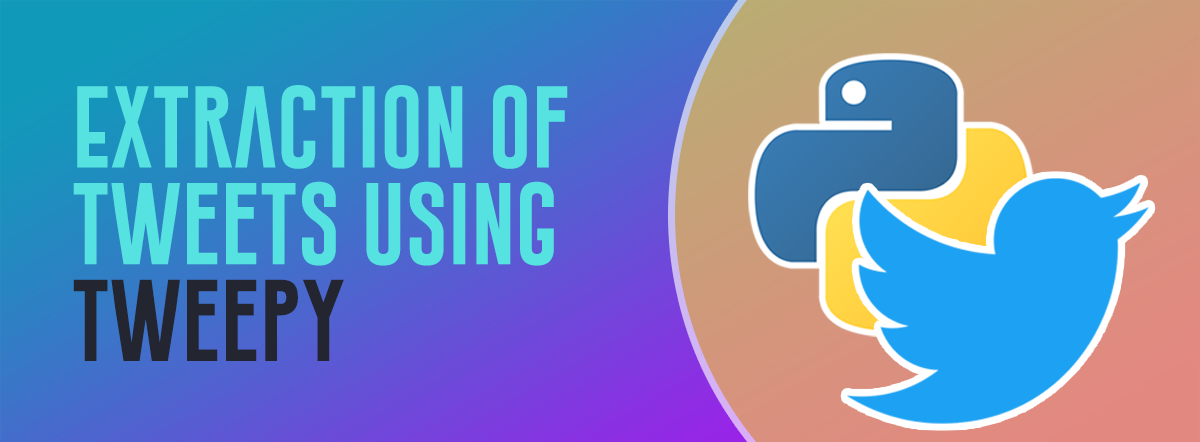 EXTRACTION OF
TWEETS USING
TWEEPY